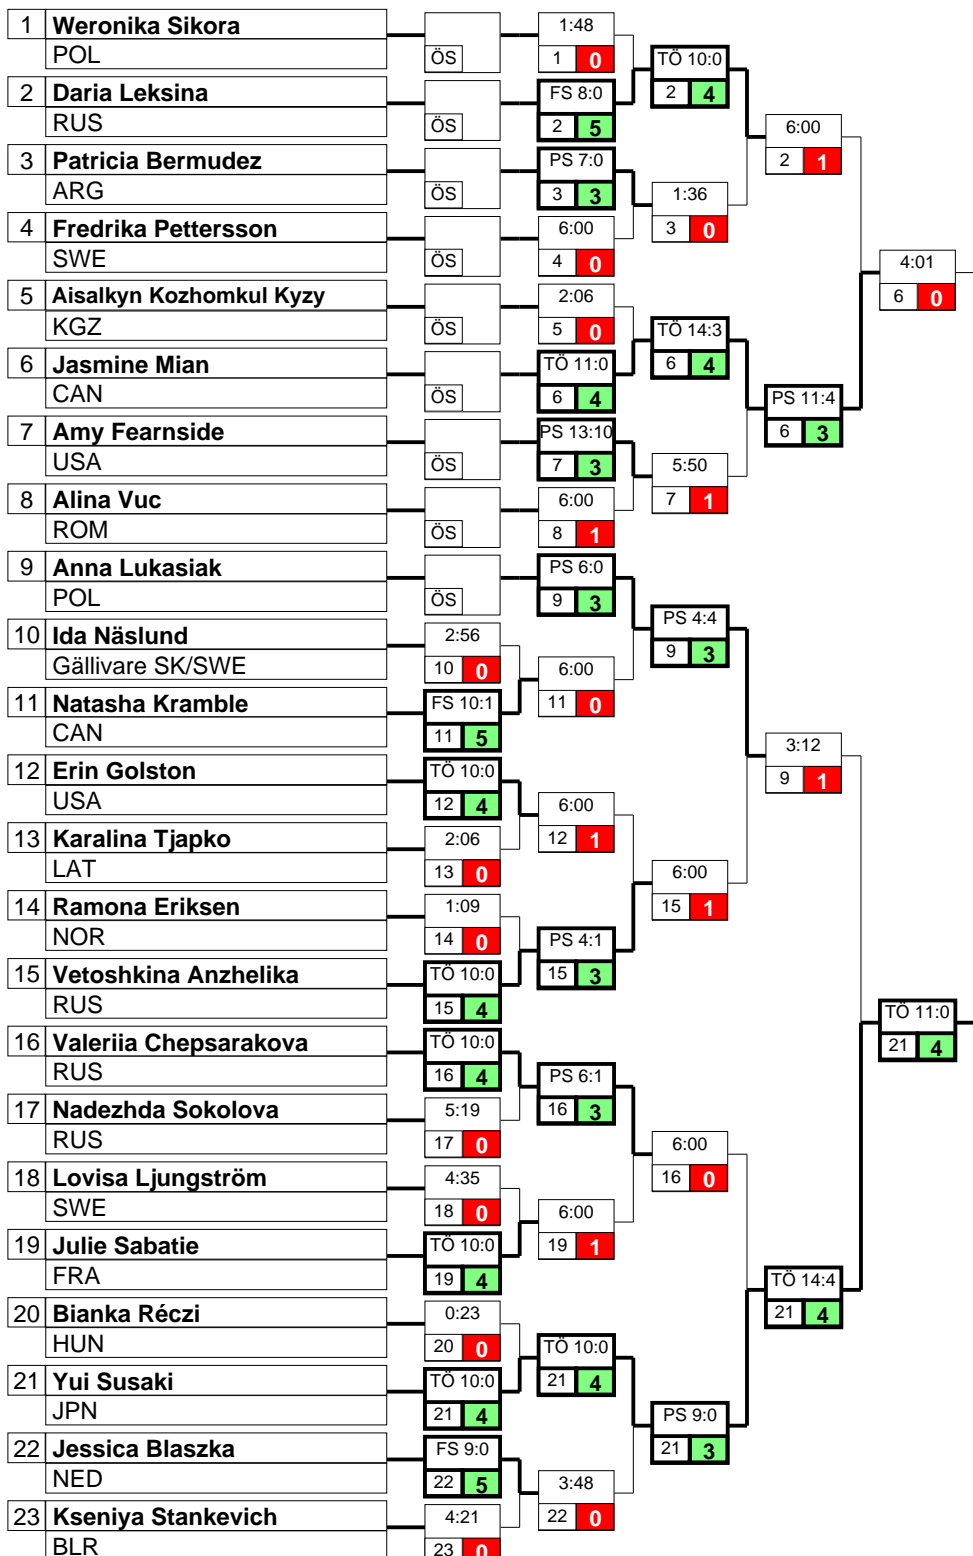 1 Weronika Sikora
POL
ÖS
1:48
1 0
TÖ 10:0
2 4
2 Daria Leksina
RUS
ÖS
FS 8:0
2 5
6:00
2 1
3 Patricia Bermudez
ARG
ÖS
PS 7:0
3 3
1:36
3 0
4 Fredrika Pettersson
SWE
ÖS
6:00
4 0
4:01
6 0
5 Aisalkyn Kozhomkul Kyzy
KGZ
ÖS
2:06
5 0
TÖ 14:3
6 4
6 Jasmine Mian
CAN
ÖS
TÖ 11:0
6 4
PS 11:4
6 3
7 Amy Fearnside
USA
ÖS
PS 13:10
7 3
5:50
7 1
8 Alina Vuc
ROM
ÖS
6:00
8 1
9 Anna Lukasiak
POL
ÖS
PS 6:0
9 3
PS 4:4
9 3
10 Ida Näslund
Gällivare SK/SWE
2:56
10 0
6:00
11 0
11 Natasha Kramble
CAN
FS 10:1
11 5
3:12
9 1
12 Erin Golston
USA
TÖ 10:0
12 4
6:00
12 1
13 Karalina Tjapko
LAT
2:06
13 0
6:00
15 1
14 Ramona Eriksen
NOR
1:09
14 0
PS 4:1
15 3
15 Vetoshkina Anzhelika
RUS
TÖ 10:0
15 4
TÖ 11:0
21 4
16 Valeriia Chepsarakova
RUS
TÖ 10:0
16 4
PS 6:1
16 3
17 Nadezhda Sokolova
RUS
5:19
17 0
6:00
16 0
18 Lovisa Ljungström
SWE
4:35
18 0
6:00
19 1
19 Julie Sabatie
FRA
TÖ 10:0
19 4
TÖ 14:4
21 4
20 Bianka Réczi
HUN
0:23
20 0
TÖ 10:0
21 4
21 Yui Susaki
JPN
TÖ 10:0
21 4
PS 9:0
21 3
22 Jessica Blaszka
NED
FS 9:0
22 5
3:48
22 0
23 Kseniya Stankevich
BLR
4:21
23 0